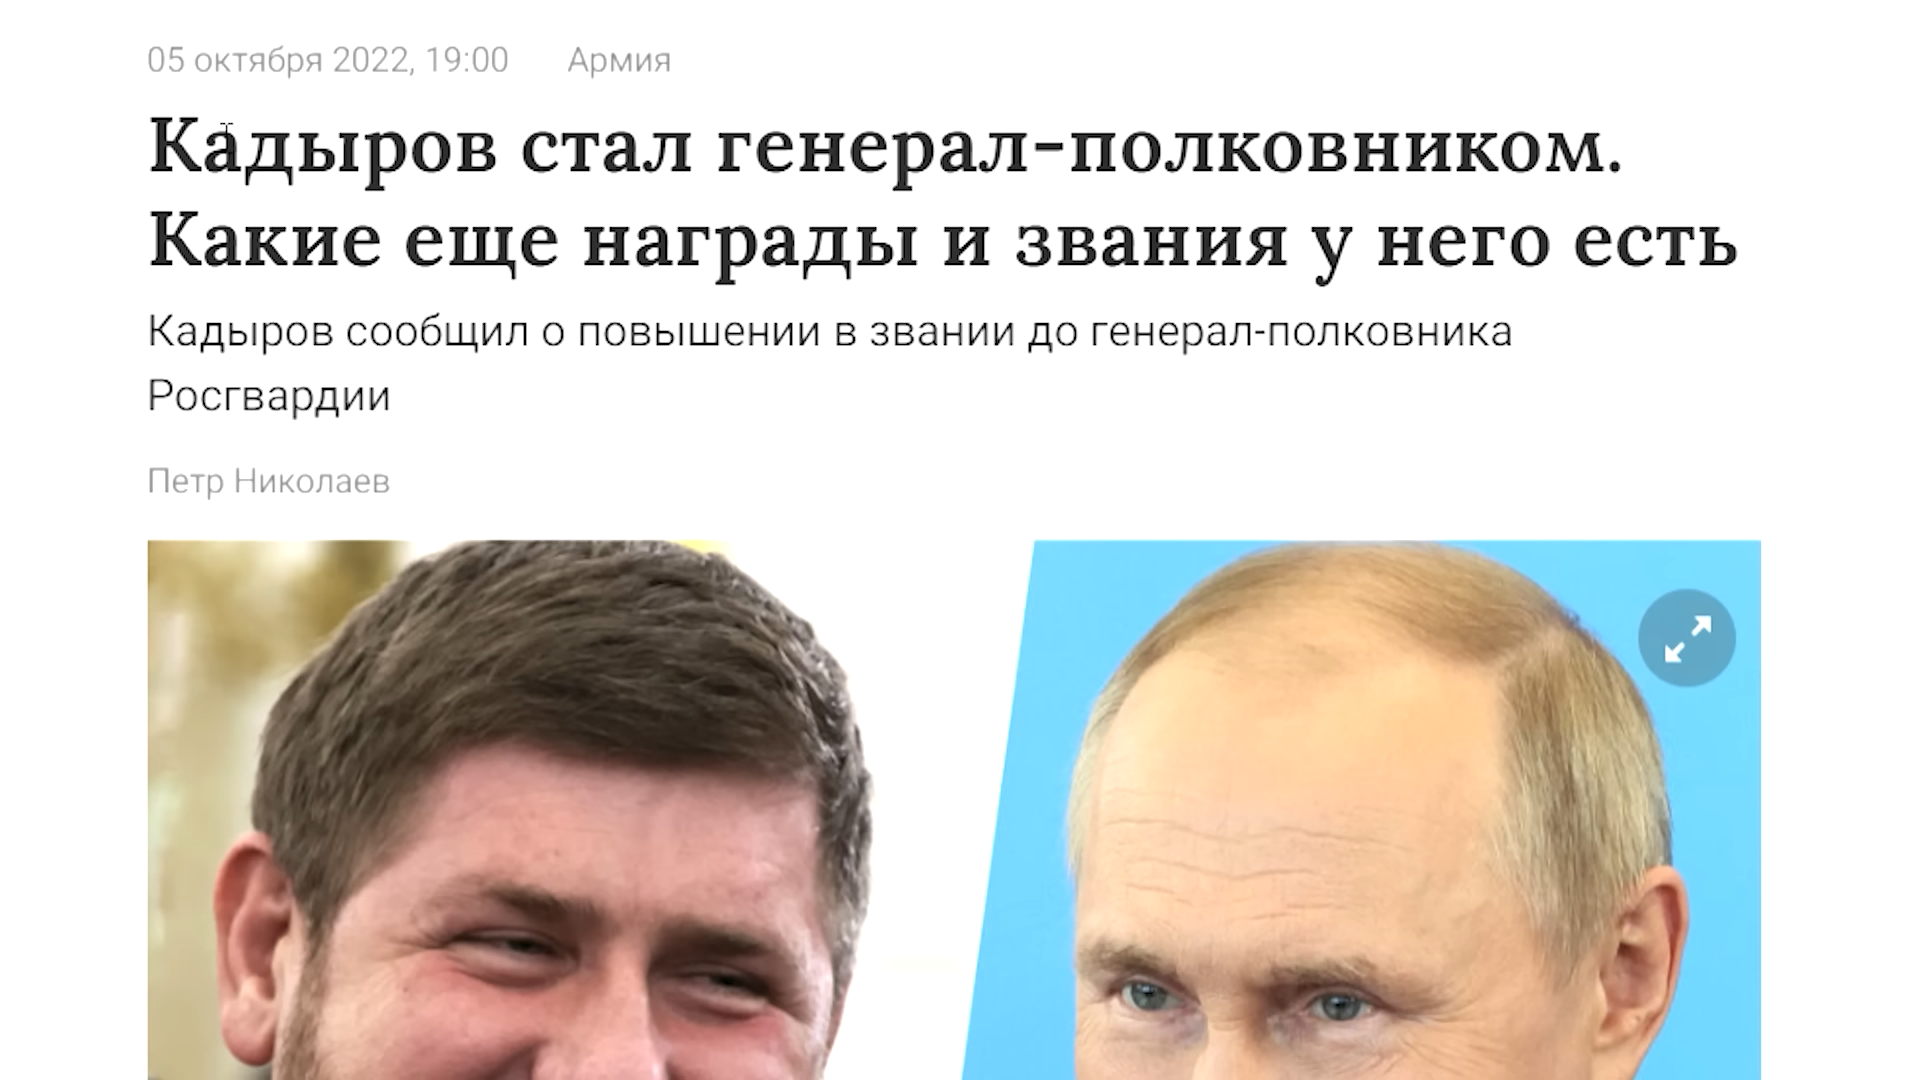 05 октября 2022, 19:00 Армия
Кадыров стал генерал-полковником.
Какие еще награды и звания у него есть
Кадыров сообщил о повышении в звании до генерал-полковника
Росгвардии
Петр Николаев